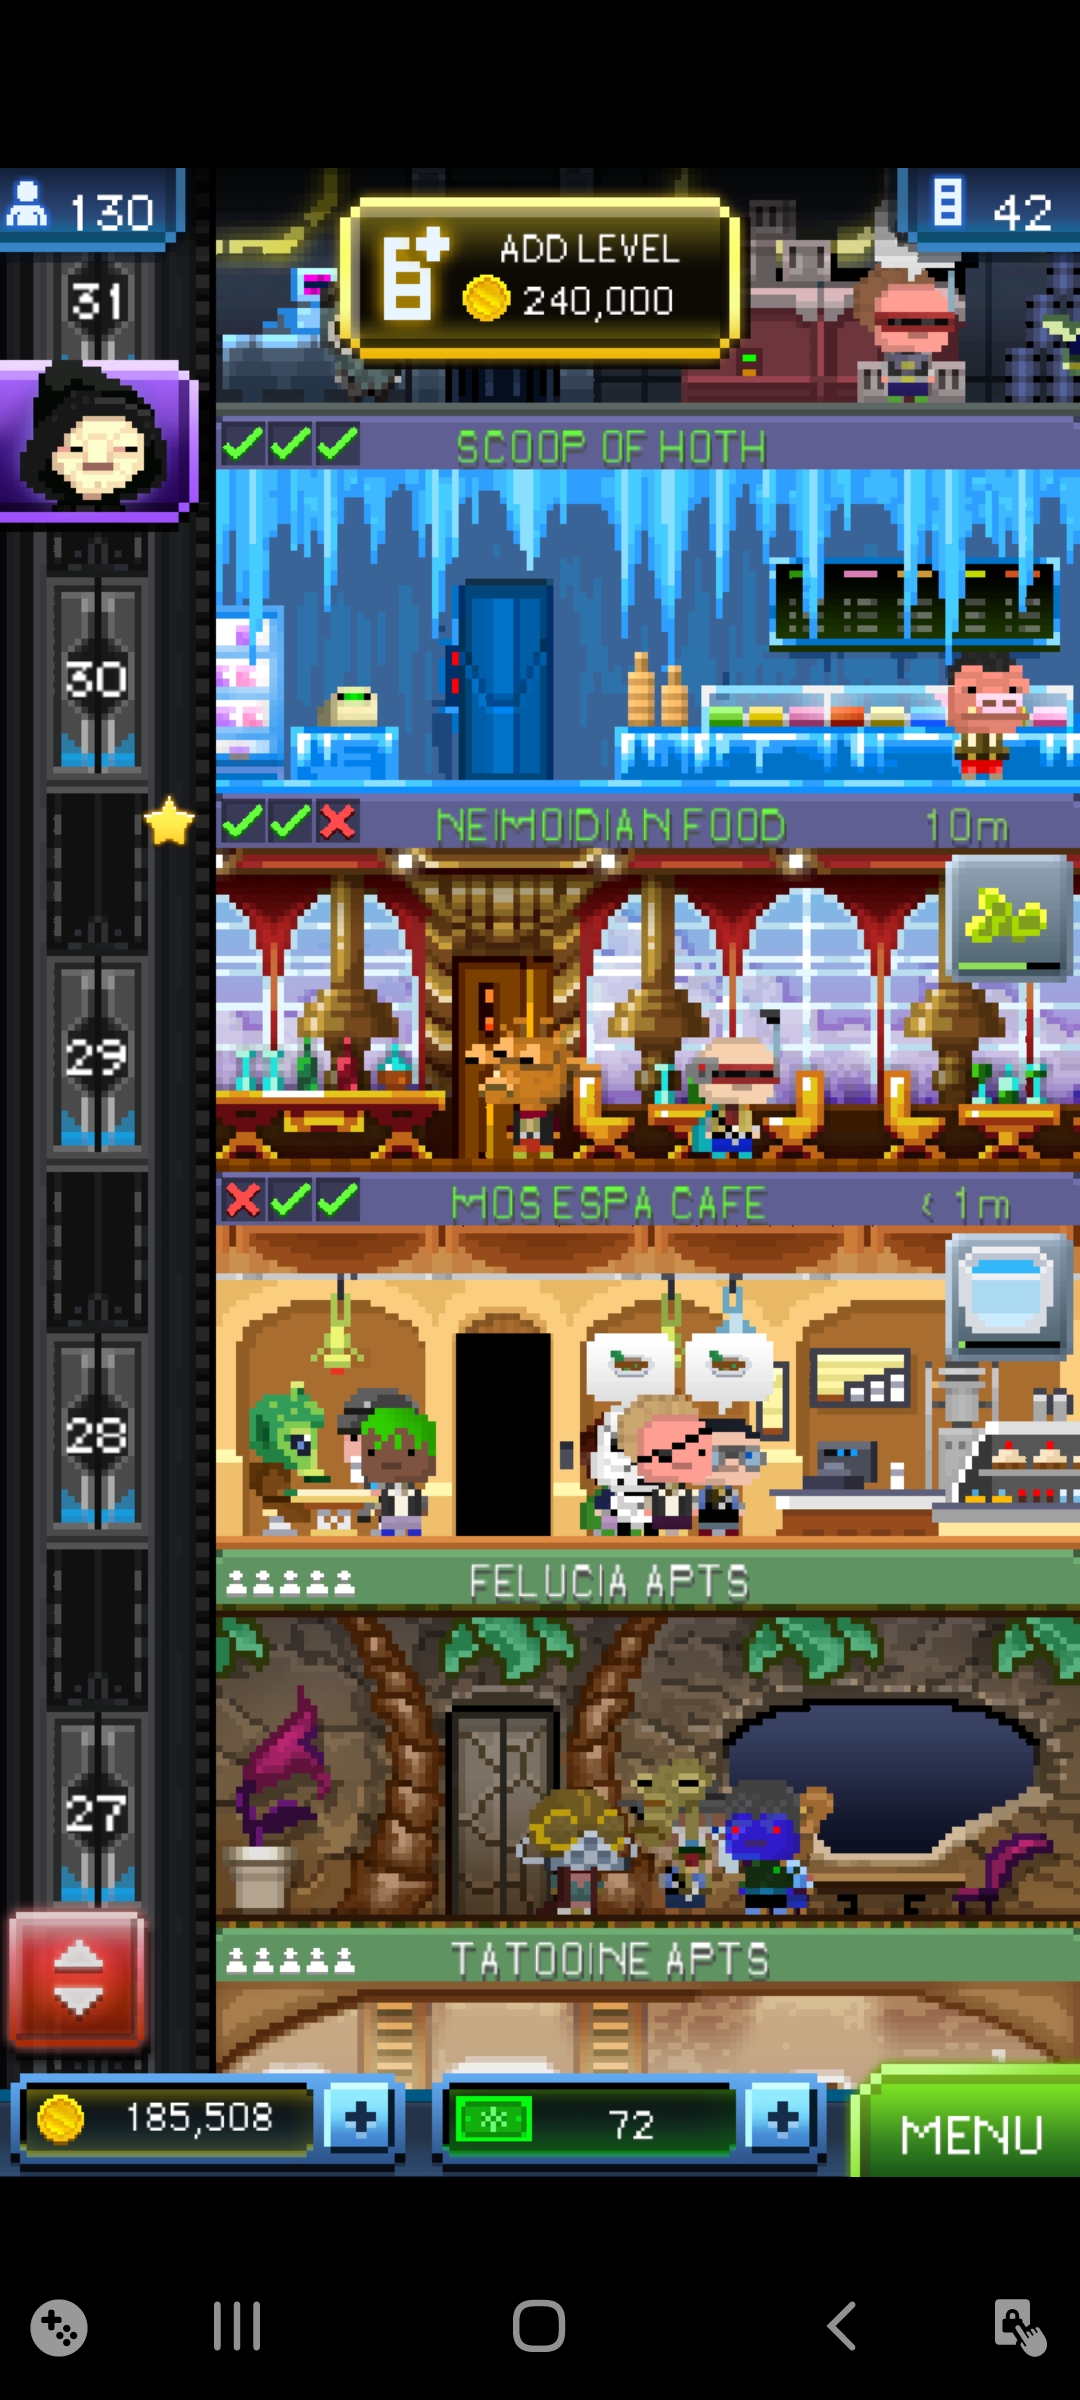 130
ADD LEVEL
240,000
42
31
SCOOP OF HOTH
30
NEIMOIDIAN FOOD
10m
29
MOS ESPA CAFE
< 1m
28
FELUCIA APTS
27
TATOOINE APTS
185,508
72
MENU